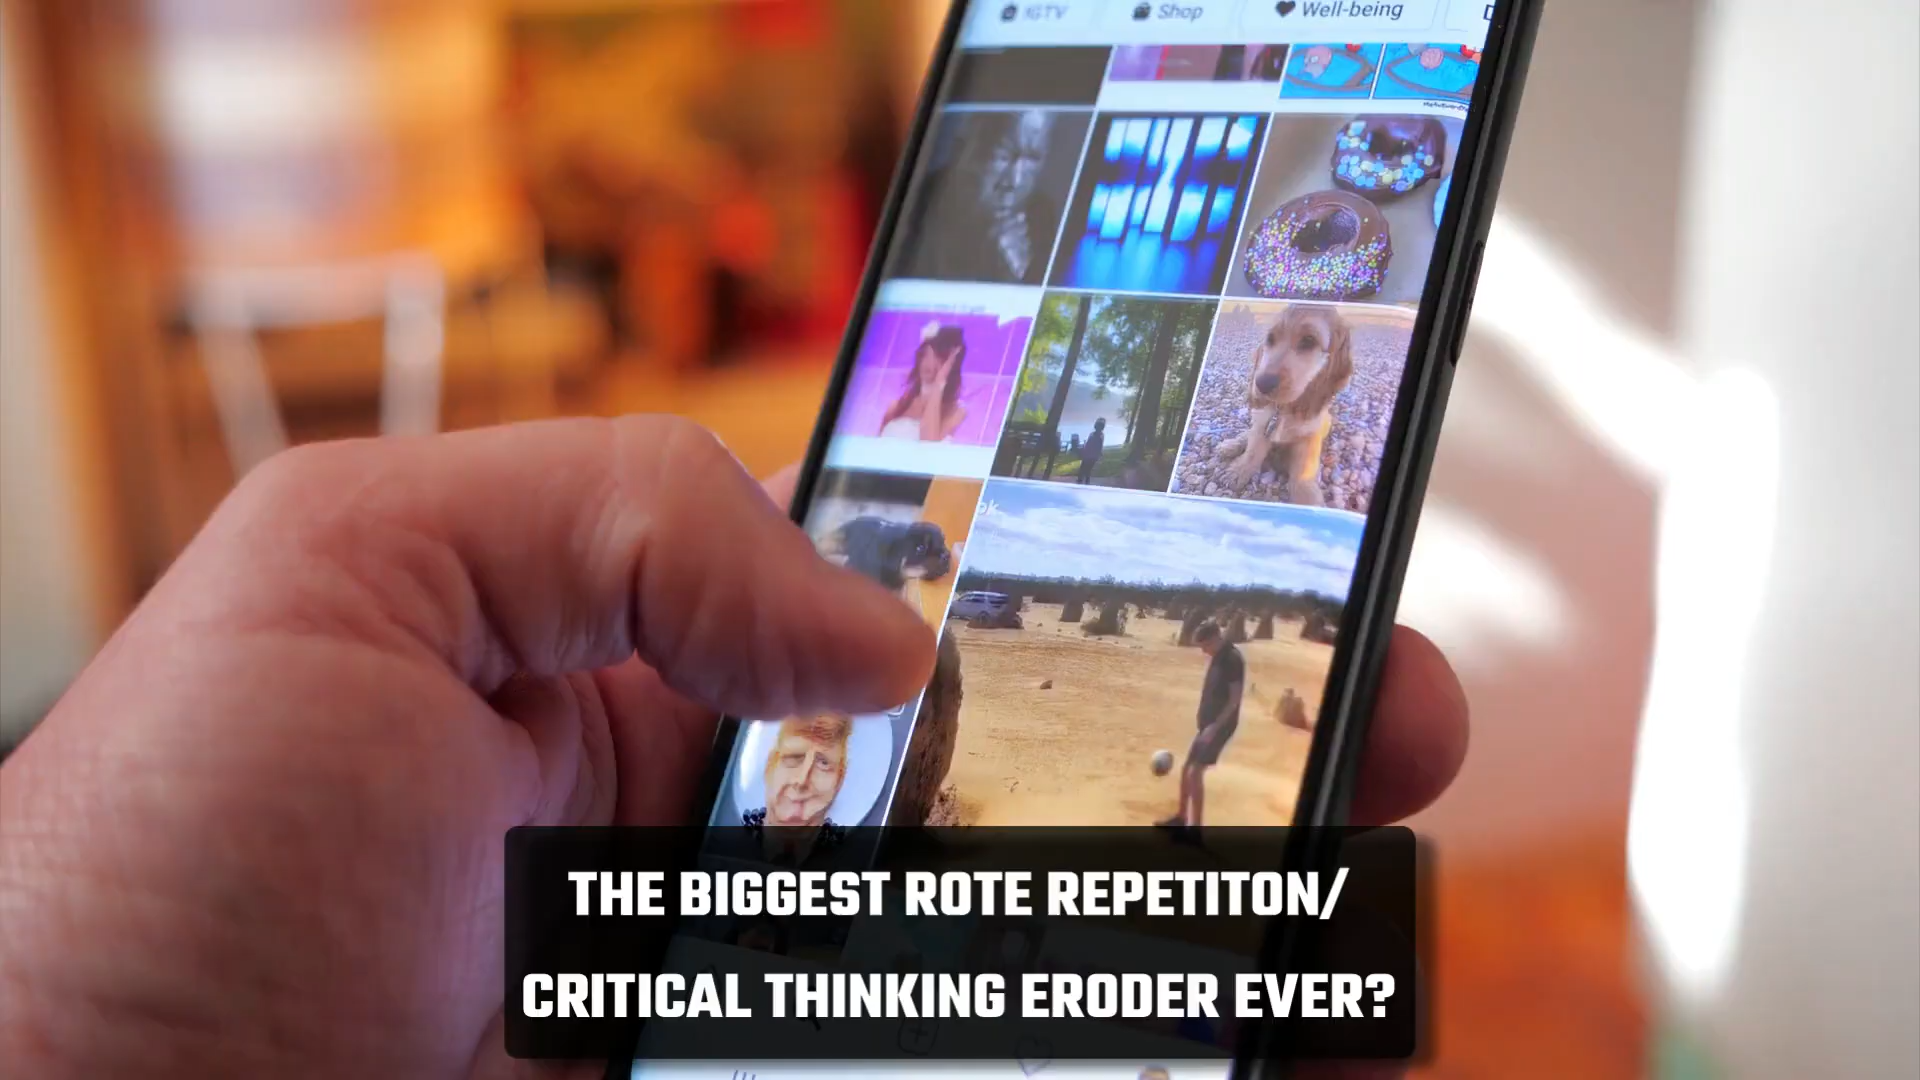 IGTV
Shop
Well-being
THE BIGGEST ROTE REPETITON/
CRITICAL THINKING ERODER EVER?